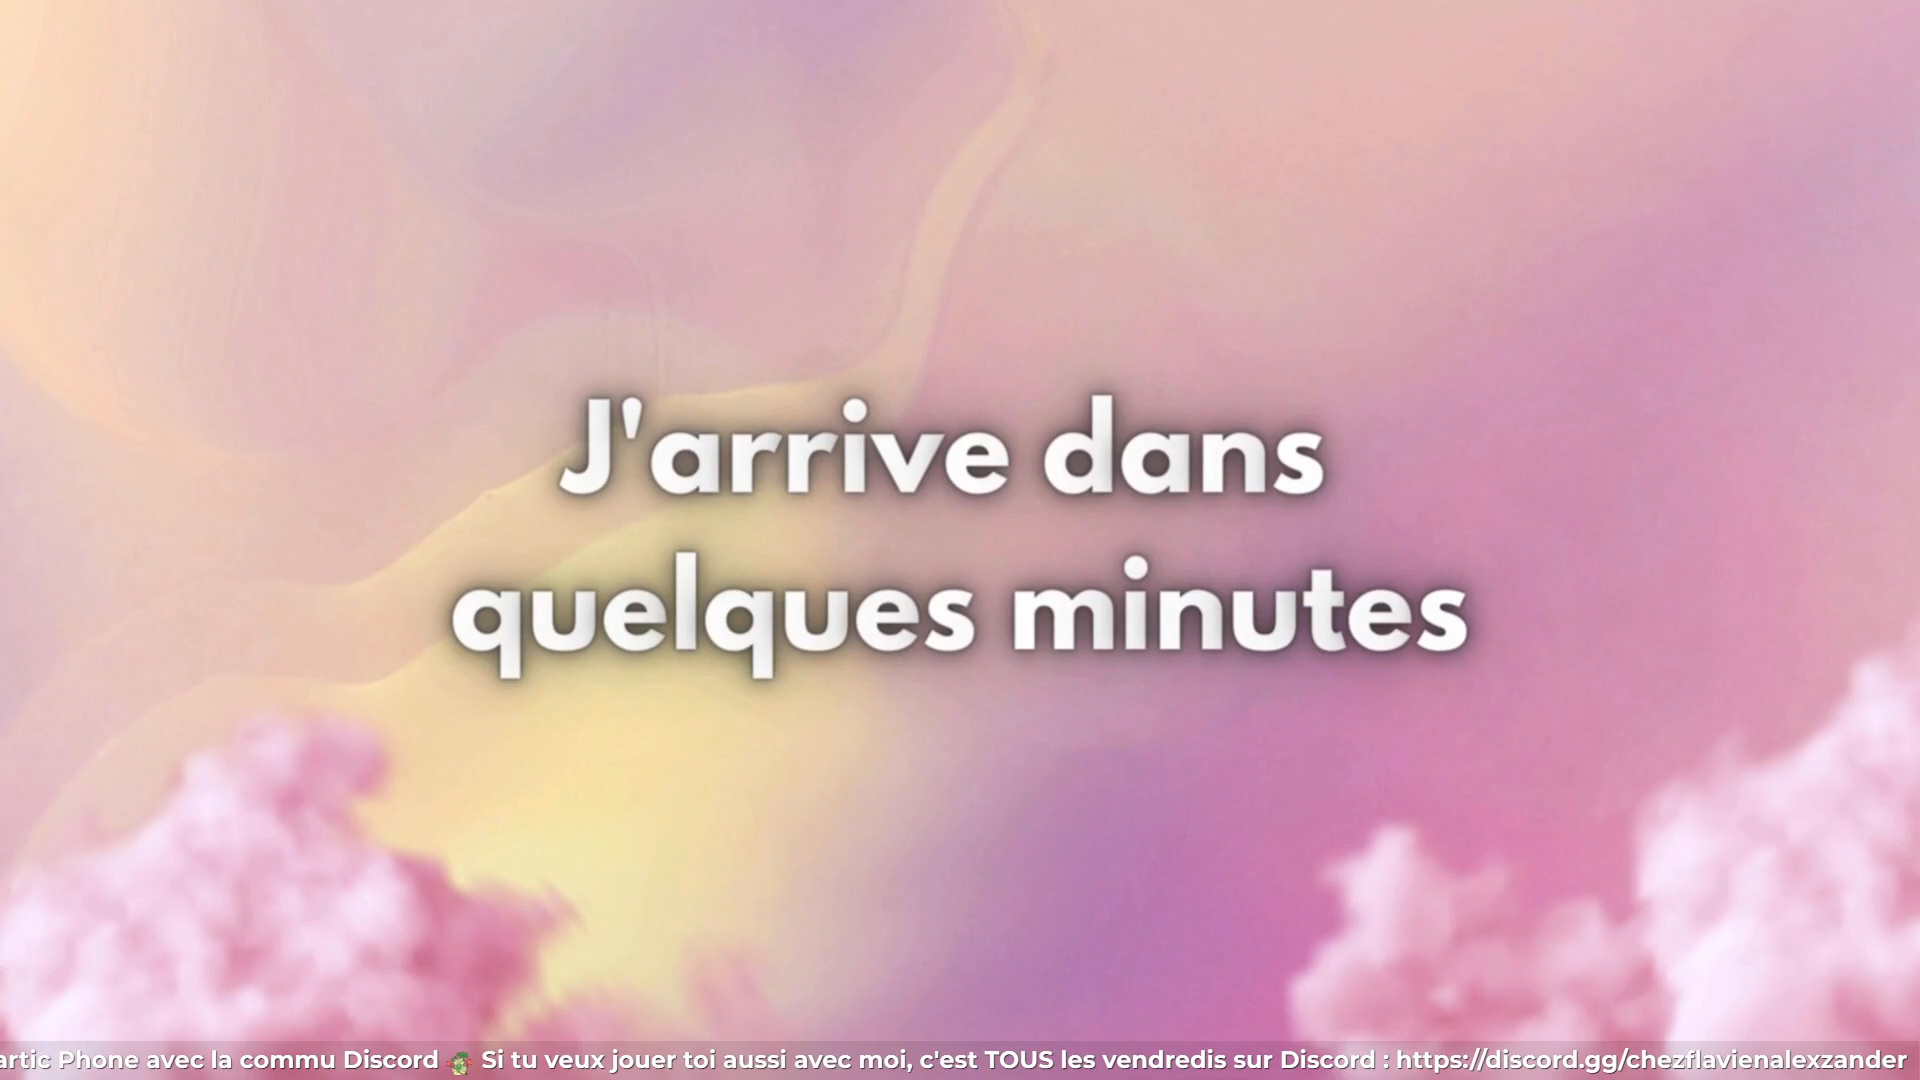 J'arrive dans
quelques minutes
artic Phone avec la commu Discord Si tu veux jouer toi aussi avec moi, c'est TOUS les vendredis sur Discord : https://discord.gg/chezflavienalexzander